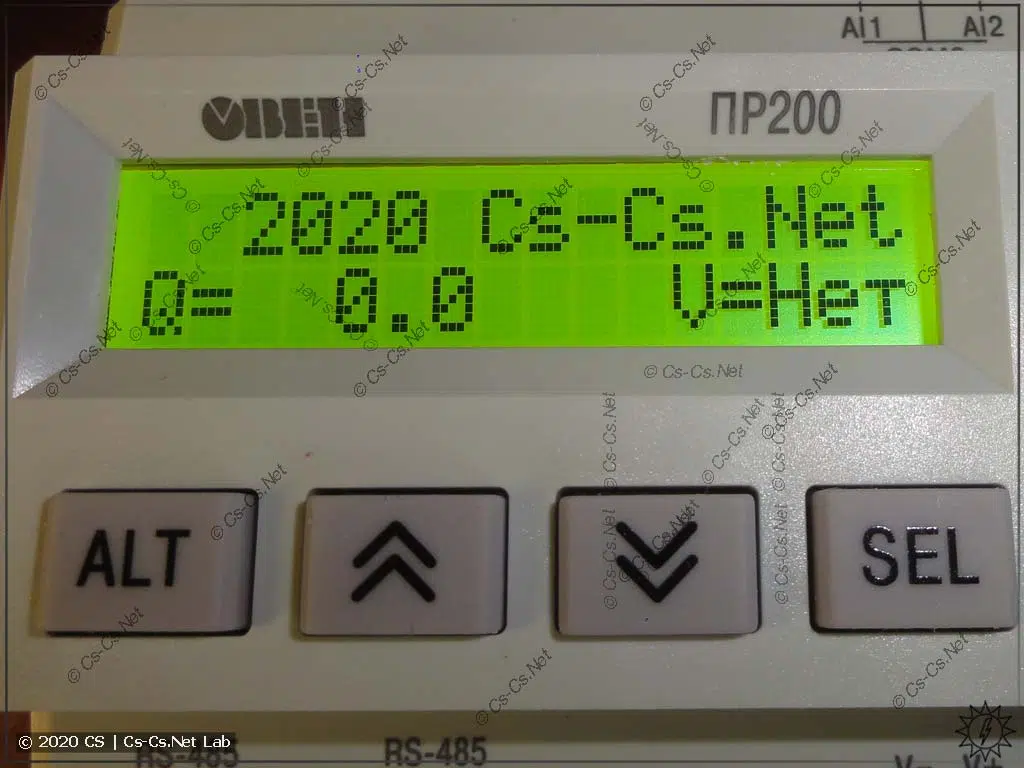 AI1 AI2
ОВЕН ПР200
2020 Cs-Cs.Net
Q= 0.0 V=Нет
ALT SEL
RS-485 RS-485
© 2020 CS | Cs-Cs.Net Lab
© Cs-Cs.Net